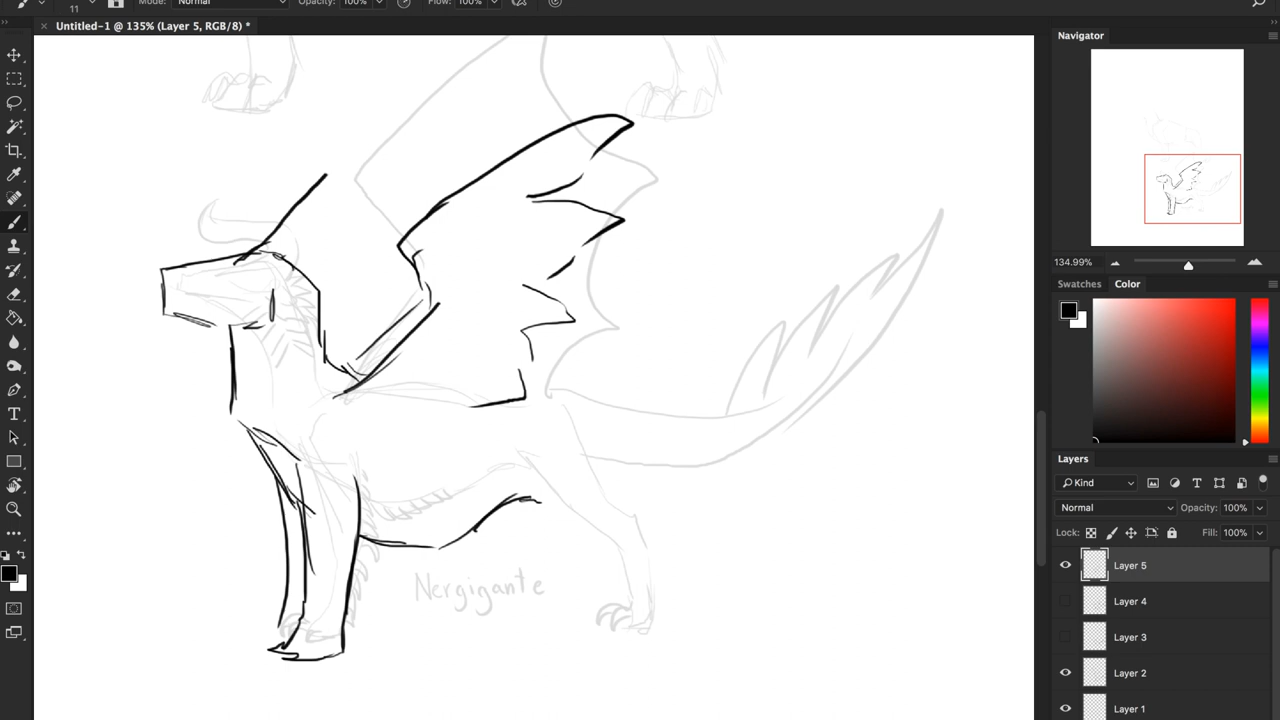 11
Mode: Normal
Opacity: 100%
Flow: 100%
Untitled-1 @ 135% (Layer 5, RGB/8) *
Nergigante
Navigator
134.99%
Swatches Color
Layers
Kind
Normal Opacity: 100%
Lock: Fill: 100%
Layer 5
Layer 4
Layer 3
Layer 2
Layer 1